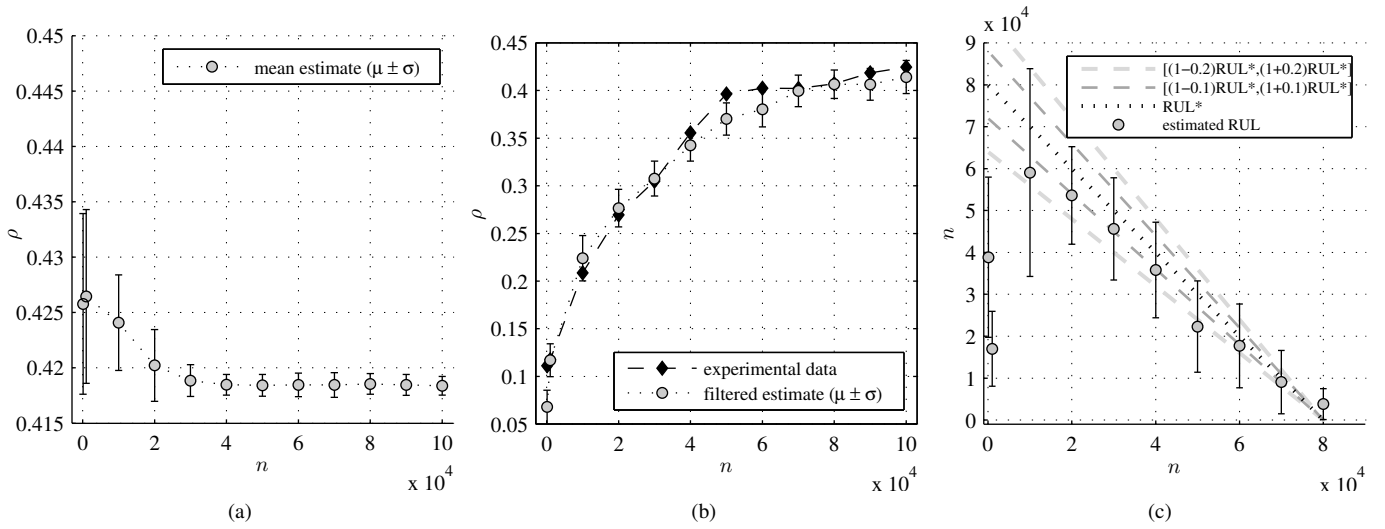 0.45
0.445
0.44
0.435
0.43
0.425
0.42
0.415
ρ
mean estimate (μ ± σ)
0 2 4 6 8 10
n
x 10^4
(a)
0.45
0.4
0.35
0.3
0.25
0.2
0.15
0.1
0.05
ρ
experimental data
filtered estimate (μ ± σ)
0 2 4 6 8 10
n
x 10^4
(b)
x 10^4
9
8
7
6
5
4
3
2
1
0
n
[(1−0.2)RUL*,(1+0.2)RUL*]
[(1−0.1)RUL*,(1+0.1)RUL*]
RUL*
estimated RUL
0 2 4 6 8
n
x 10^4
(c)